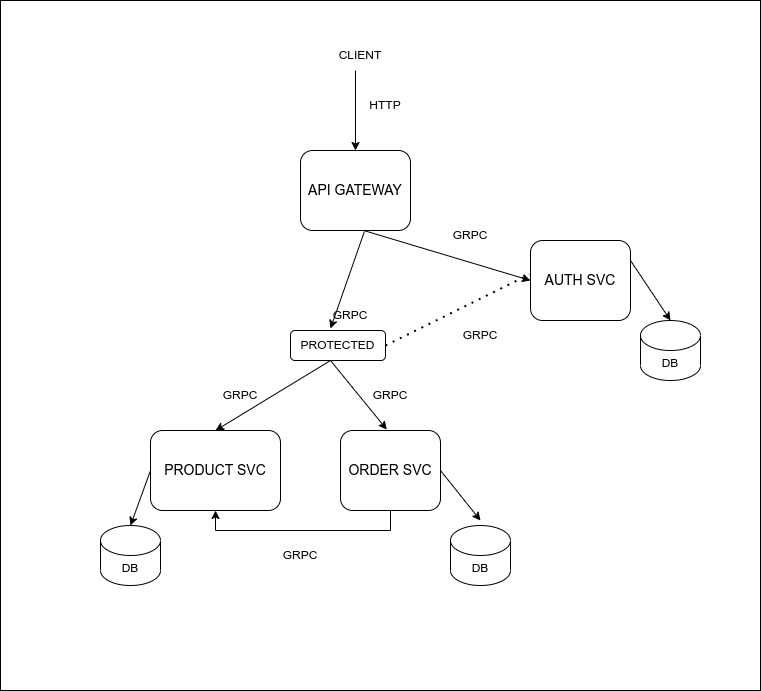 CLIENT
HTTP
API GATEWAY
GRPC
AUTH SVC
GRPC
GRPC
PROTECTED
DB
GRPC
GRPC
PRODUCT SVC
ORDER SVC
GRPC
DB
DB